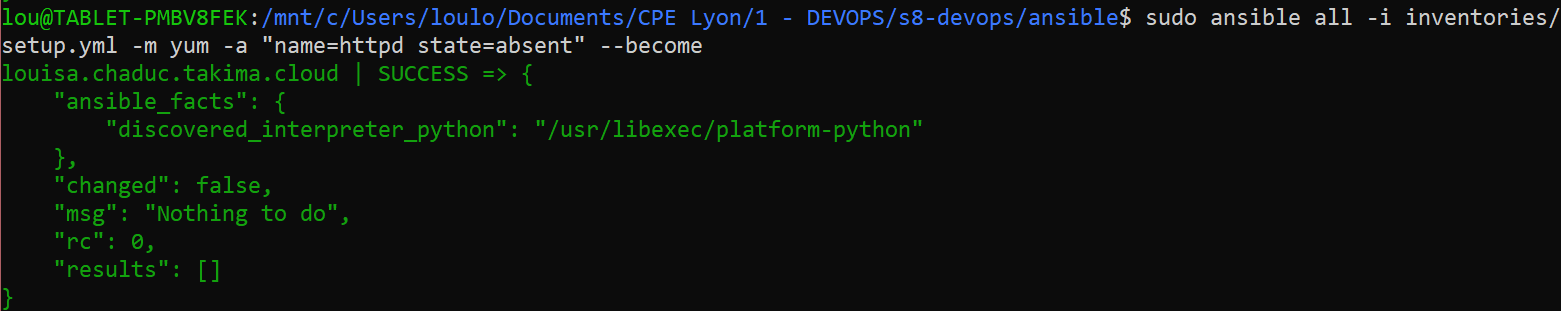 lou@TABLET-PMBV8FEK:/mnt/c/Users/loulo/Documents/CPE Lyon/1 - DEVOPS/s8-devops/ansible$ sudo ansible all -i inventories/
setup.yml -m yum -a "name=httpd state=absent" --become
louisa.chaduc.takima.cloud | SUCCESS => {
    "ansible_facts": {
        "discovered_interpreter_python": "/usr/libexec/platform-python"
    },
    "changed": false,
    "msg": "Nothing to do",
    "rc": 0,
    "results": []
}